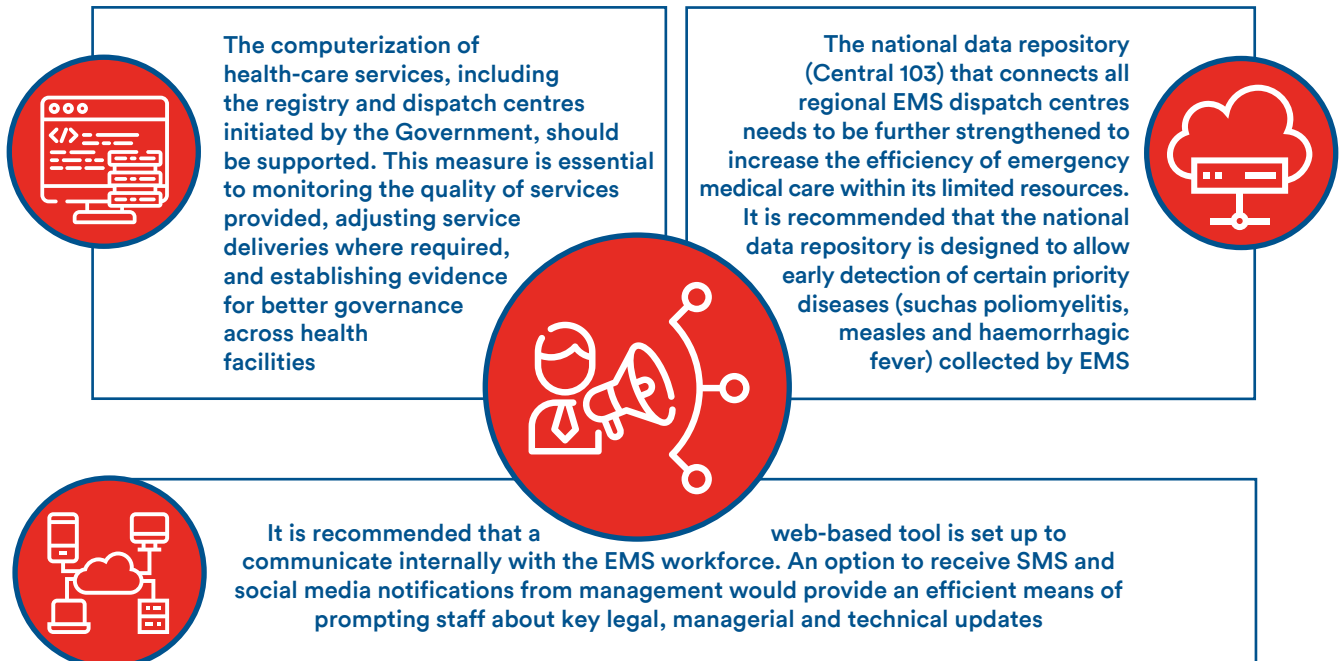 The computerization of
health-care services, including
the registry and dispatch centres
initiated by the Government, should
be supported. This measure is essential
to monitoring the quality of services
provided, adjusting service
deliveries where required,
and establishing evidence
for better governance
across health
facilities
The national data repository
(Central 103) that connects all
regional EMS dispatch centres
needs to be further strengthened to
increase the efficiency of emergency
medical care within its limited resources.
It is recommended that the national
data repository is designed to allow
early detection of certain priority
diseases (suchas poliomyelitis,
measles and haemorrhagic
fever) collected by EMS
</>
It is recommended that a web-based tool is set up to
communicate internally with the EMS workforce. An option to receive SMS and
social media notifications from management would provide an efficient means of
prompting staff about key legal, managerial and technical updates